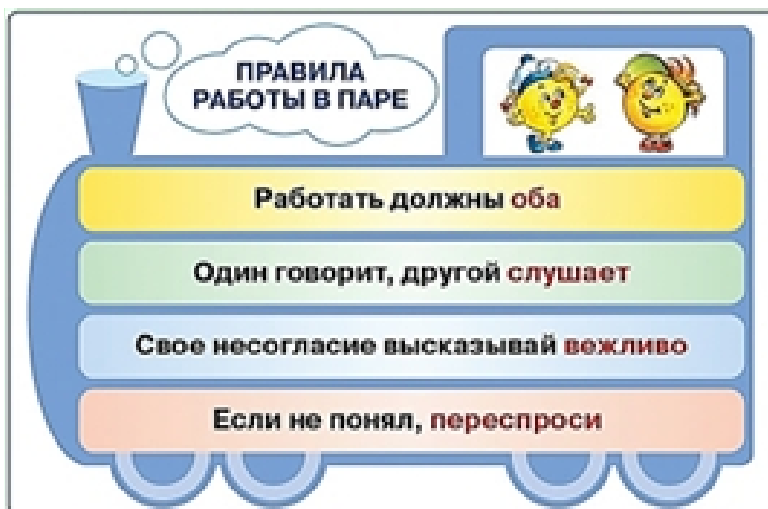 ПРАВИЛА
РАБОТЫ В ПАРЕ
Работать должны оба
Один говорит, другой слушает
Свое несогласие высказывай вежливо
Если не понял, переспроси